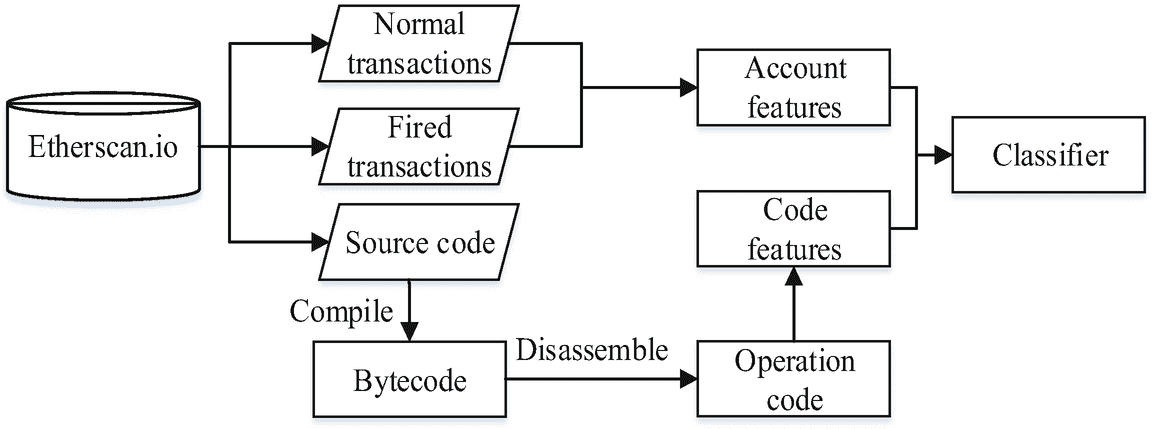 Etherscan.io
Normal
transactions
Fired
transactions
Source code
Compile
Bytecode
Disassemble
Operation
code
Code
features
Account
features
Classifier